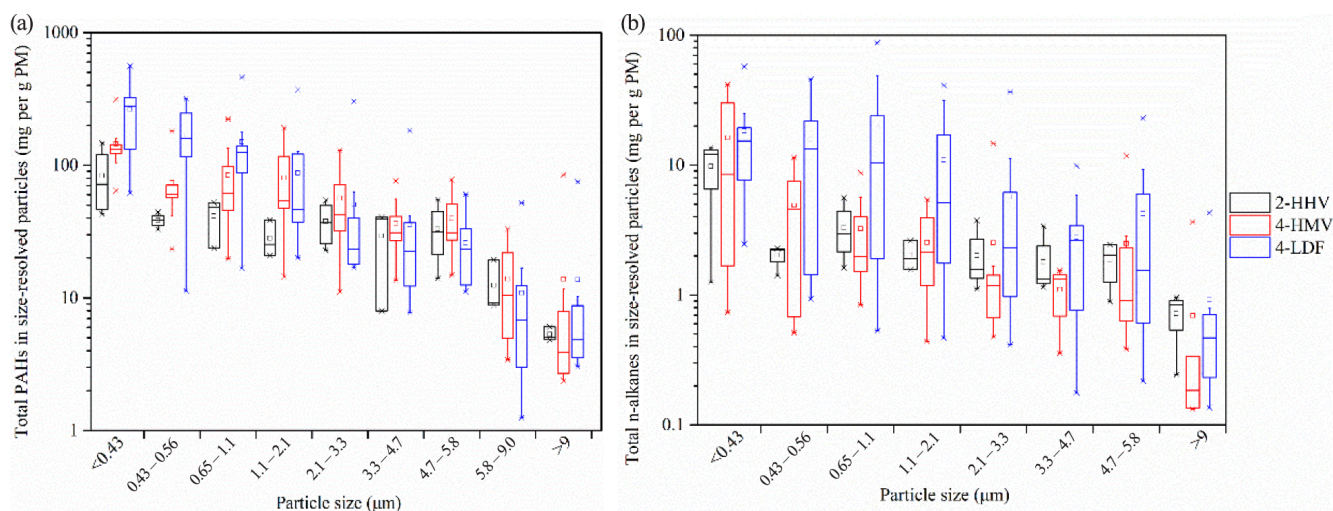 (a)
1000
100
10
1
Total PAHs in size-resolved particles (mg per g PM)
<0.43
0.43–0.56
0.65–1.1
1.1–2.1
2.1–3.3
3.3–4.7
4.7–5.8
5.8–9.0
>9
Particle size (μm)
(b)
100
10
1
0.1
Total n-alkanes in size-resolved particles (mg per g PM)
<0.43
0.43–0.56
0.65–1.1
1.1–2.1
2.1–3.3
3.3–4.7
4.7–5.8
>9
Particle size (μm)
2-HHV
4-HMV
4-LDF